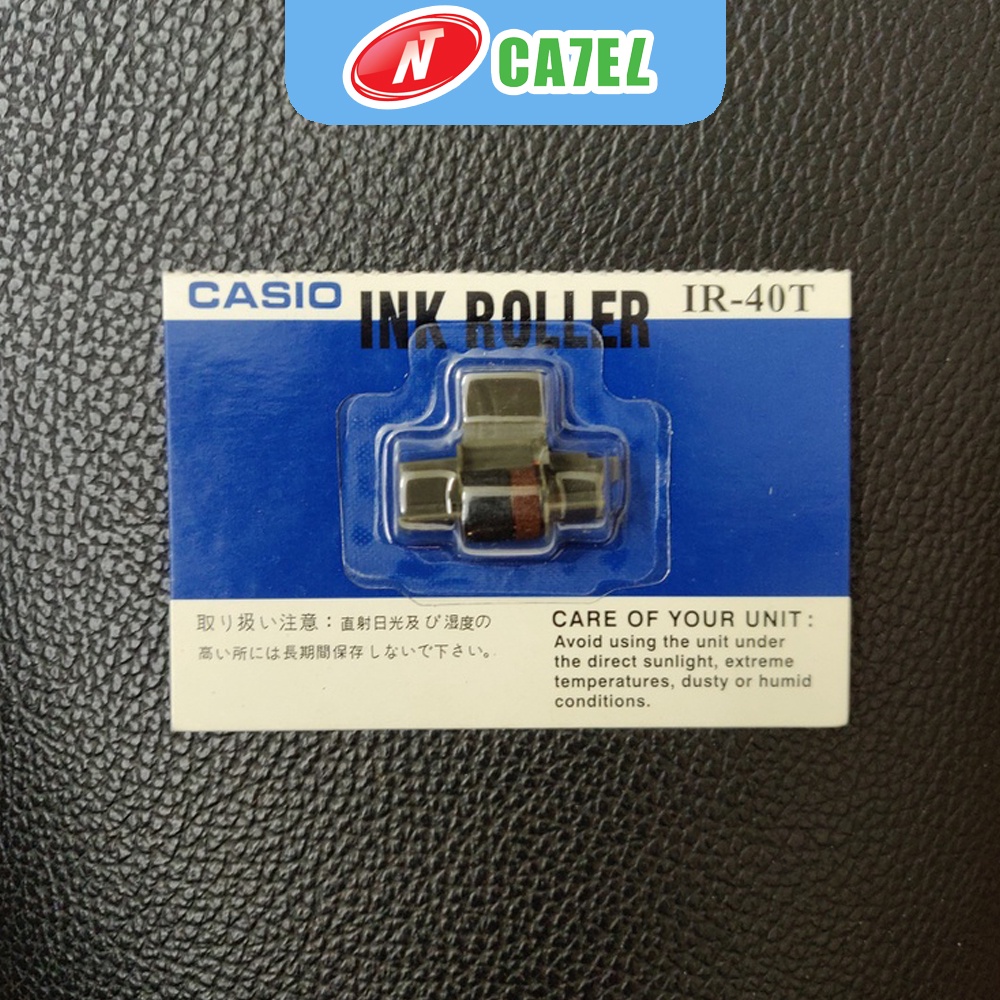 NT CA7EL
CASIO INK ROLLER IR-40T
取り扱い注意：直射日光及び湿度の
高い所には長期間保存しないで下さい。
CARE OF YOUR UNIT:
Avoid using the unit under
the direct sunlight, extreme
temperatures, dusty or humid
conditions.